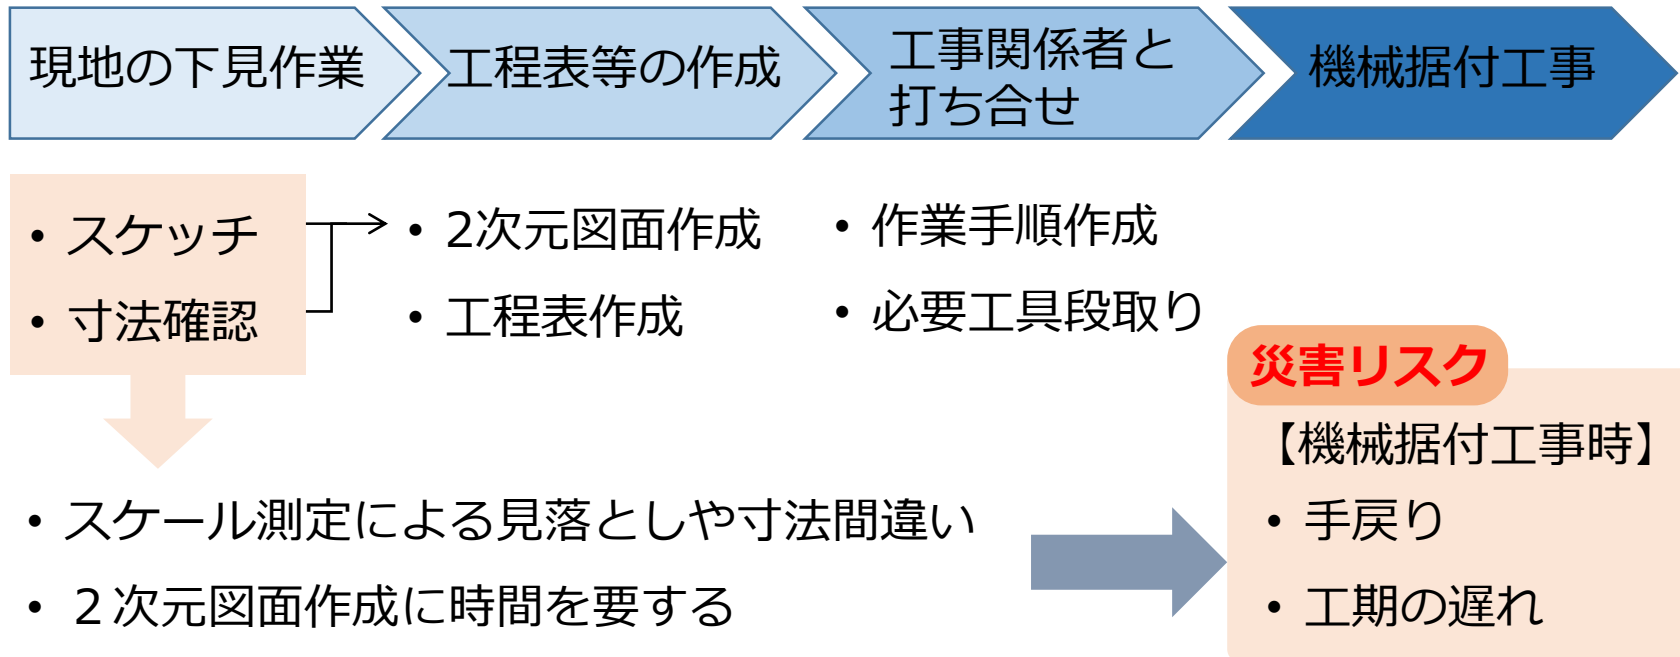 現地の下見作業
工程表等の作成
工事関係者と
打ち合せ
機械据付工事
• スケッチ
• 寸法確認
• 2次元図面作成
• 工程表作成
• 作業手順作成
• 必要工具段取り
• スケール測定による見落としや寸法間違い
• ２次元図面作成に時間を要する
災害リスク
【機械据付工事時】
• 手戻り
• 工期の遅れ